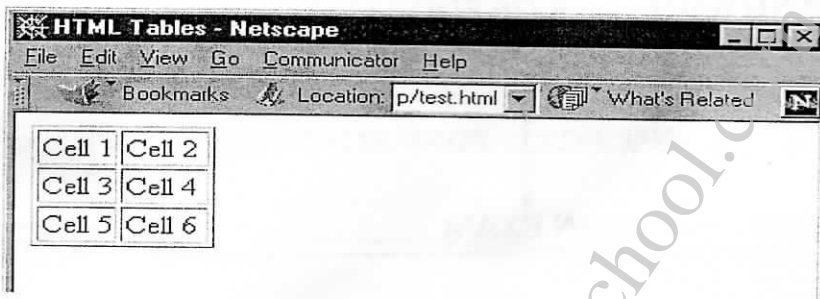 HTML Tables - Netscape
File Edit View Go Communicator Help
Bookmarks Location: p/test.html What's Related N
Cell 1 Cell 2
Cell 3 Cell 4
Cell 5 Cell 6